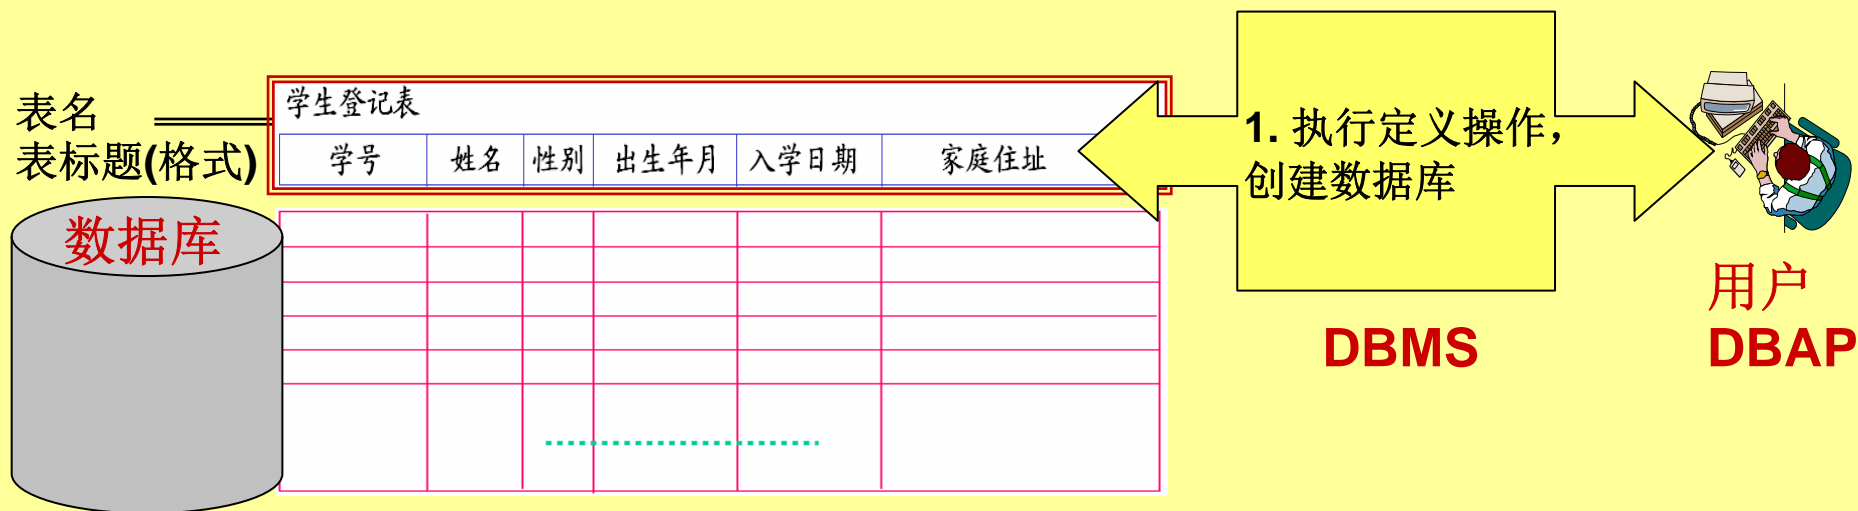 表名
表标题(格式)
学生登记表
学号 姓名 性别 出生年月 入学日期 家庭住址
数据库
1. 执行定义操作，
创建数据库
DBMS
用户
DBAP